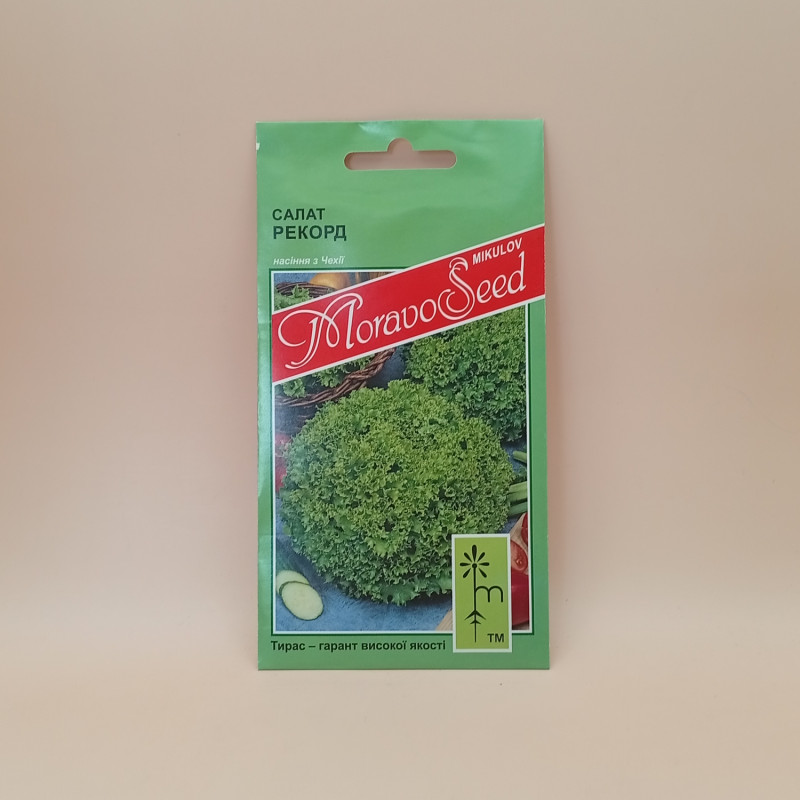 САЛАТ
РЕКОРД
насіння з Чехії
MIKULOV
MoravoSeed
m
TM
Тирас – гарант високої якості